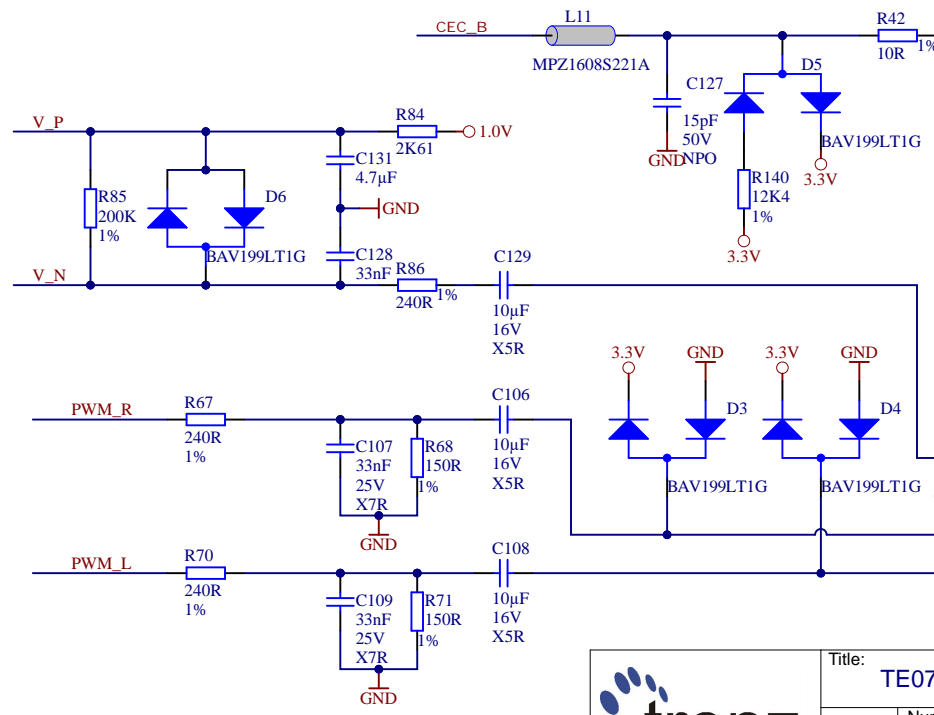 CEC_B
L11
MPZ1608S221A
R42
10R
1%
C127
15pF
50V
NPO
GND
D5
BAV199LT1G
3.3V
R140
12K4
1%
3.3V
V_P
R84
2K61
1.0V
C131
4.7µF
GND
R85
200K
1%
D6
BAV199LT1G
C128
33nF
V_N
R86
240R
1%
C129
10µF
16V
X5R
3.3V
GND
3.3V
GND
D3
BAV199LT1G
D4
BAV199LT1G
PWM_R
R67
240R
1%
C107
33nF
25V
X7R
R68
150R
1%
GND
C106
10µF
16V
X5R
PWM_L
R70
240R
1%
C109
33nF
25V
X7R
R71
150R
1%
GND
C108
10µF
16V
X5R
Title:
TE07